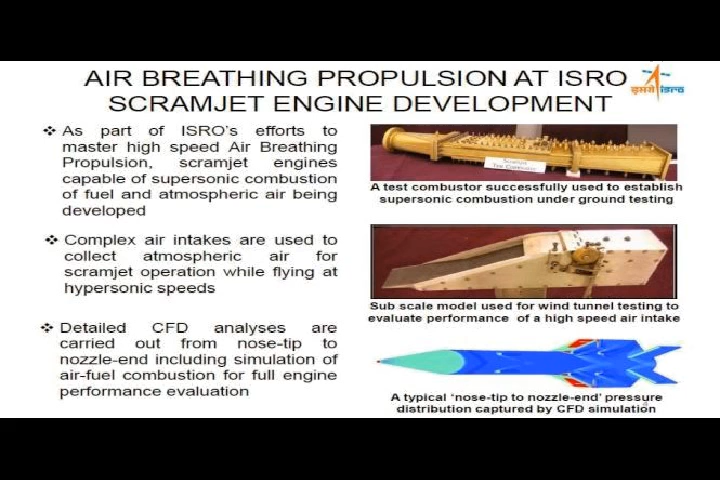 AIR BREATHING PROPULSION AT ISRO
SCRAMJET ENGINE DEVELOPMENT
इसरो isro
❖ As part of ISRO's efforts to
master high speed Air Breathing
Propulsion, scramjet engines
capable of supersonic combustion
of fuel and atmospheric air being
developed
❖ Complex air intakes are used to
collect atmospheric air for
scramjet operation while flying at
hypersonic speeds
❖ Detailed CFD analyses are
carried out from nose-tip to
nozzle-end including simulation of
air-fuel combustion for full engine
performance evaluation
A test combustor successfully used to establish
supersonic combustion under ground testing
Sub scale model used for wind tunnel testing to
evaluate performance of a high speed air intake
A typical 'nose-tip to nozzle-end' pressure
distribution captured by CFD simulation